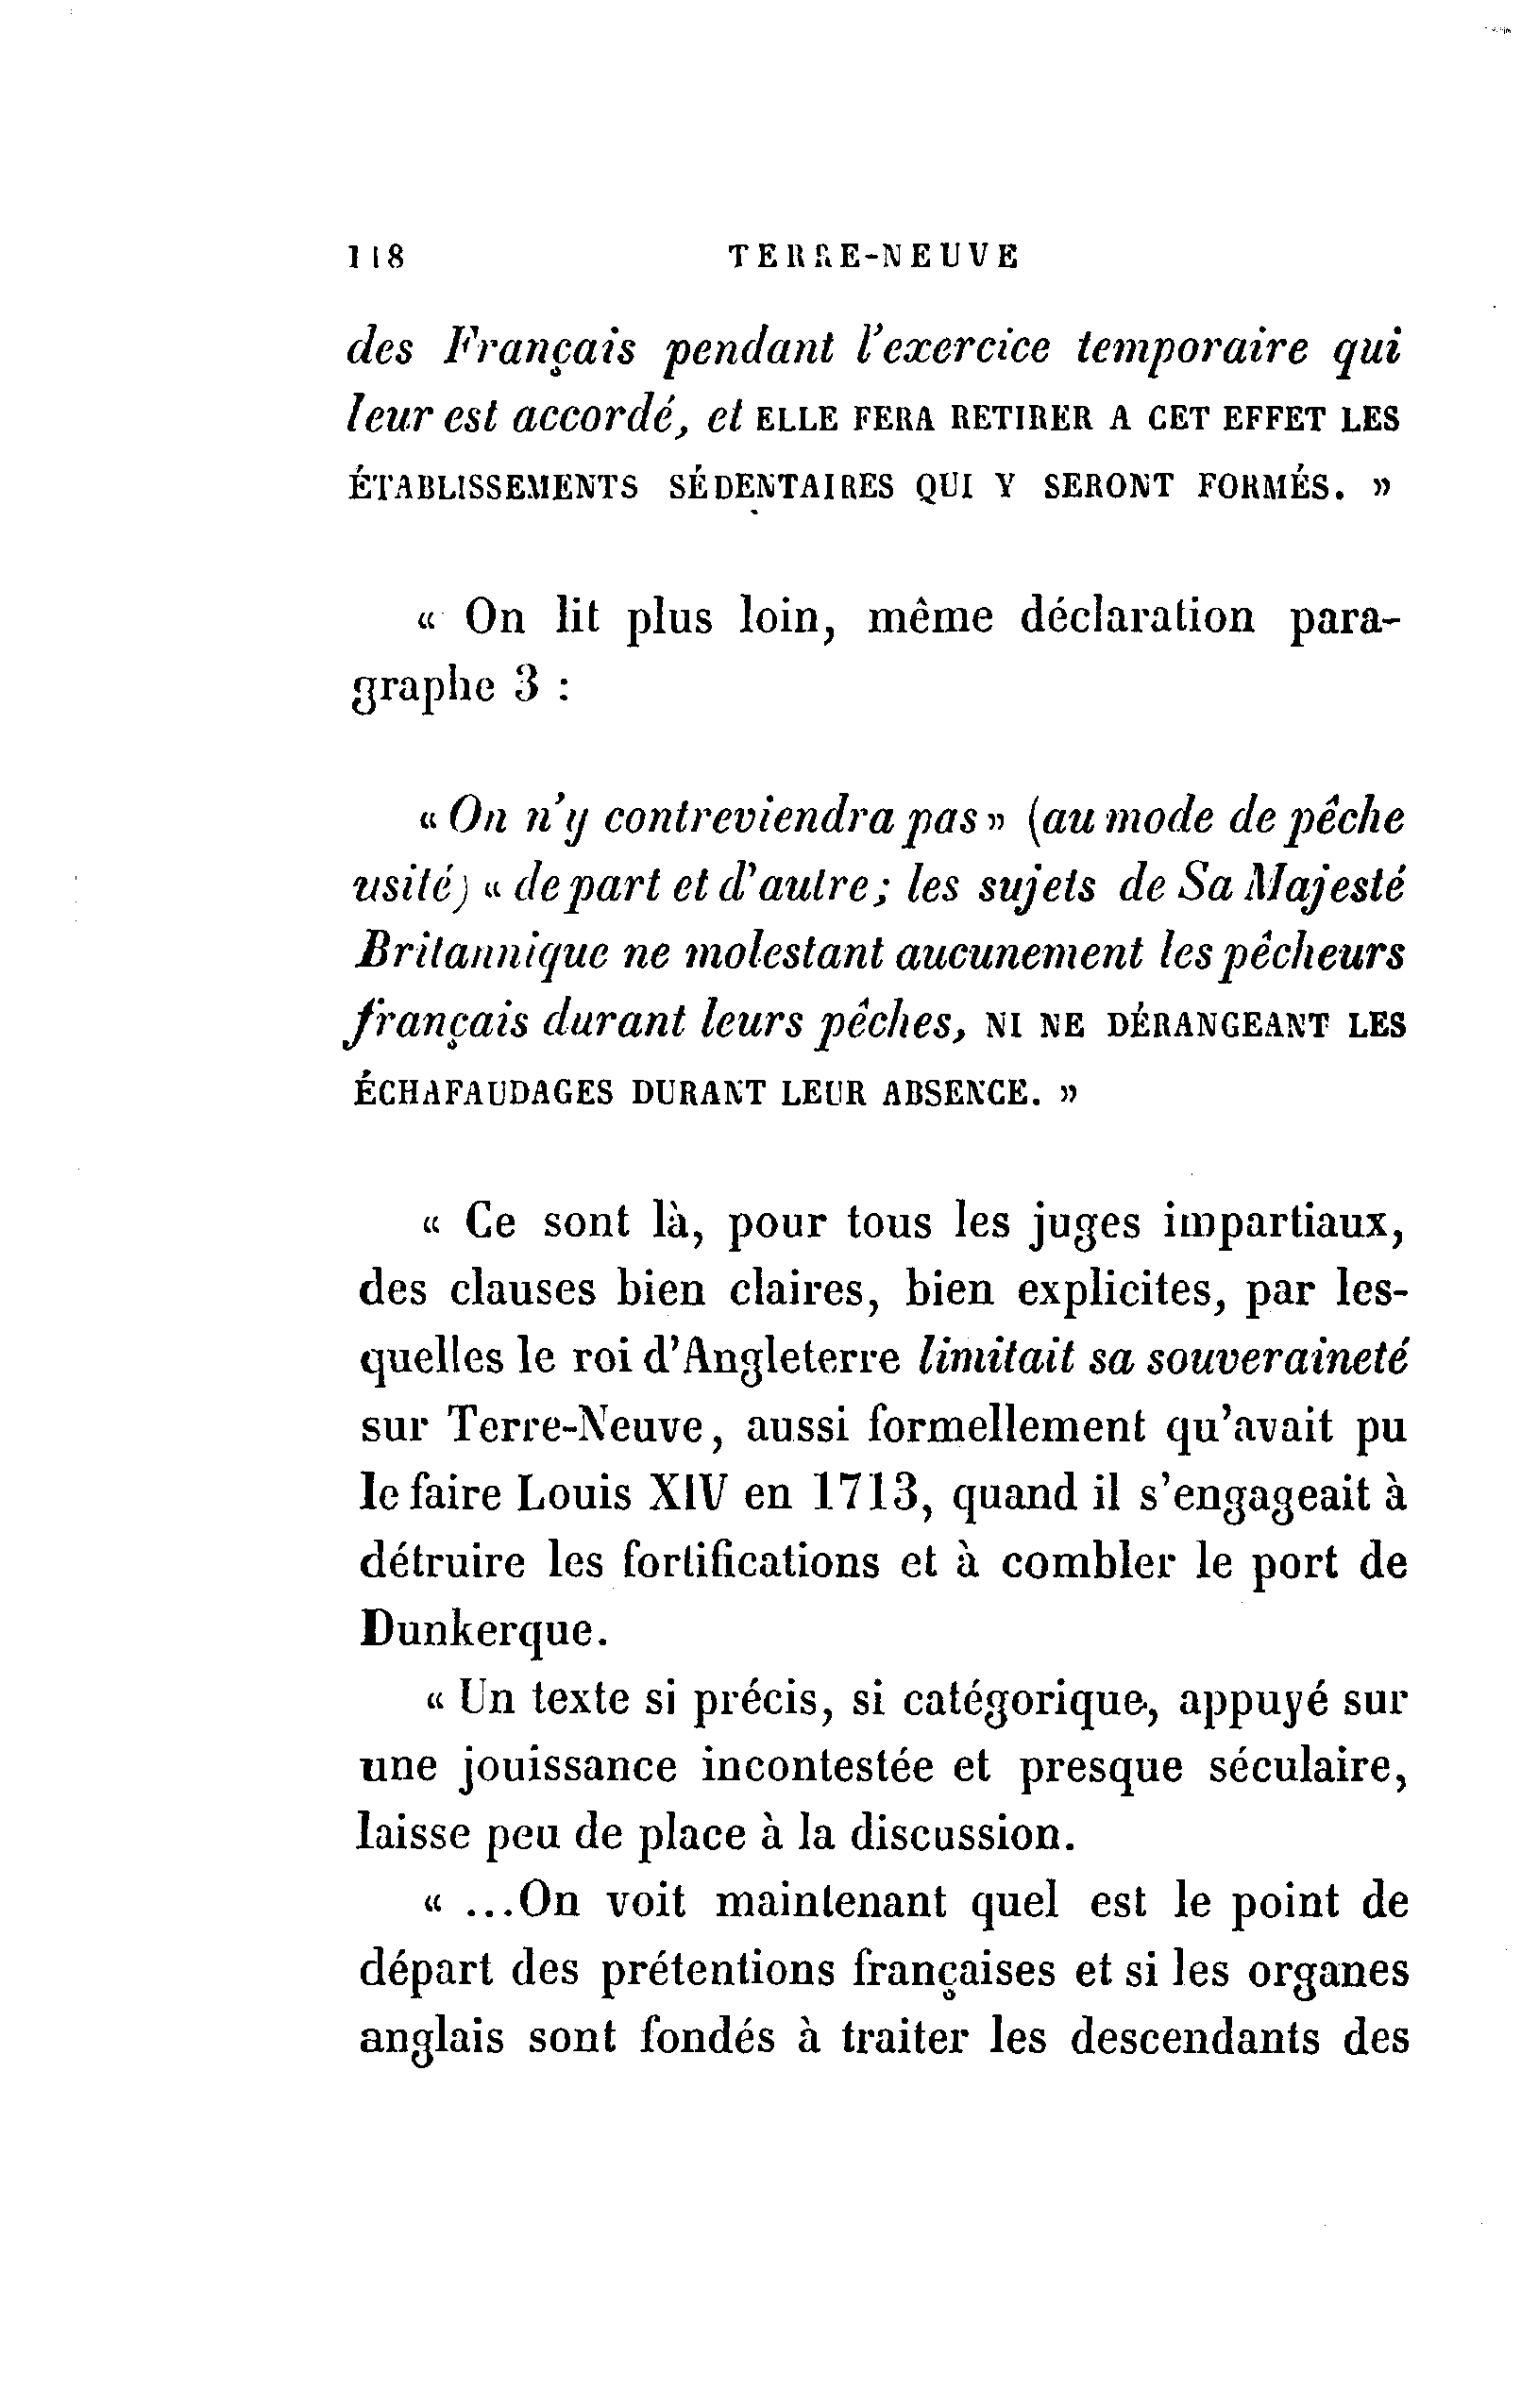 118 TERRE-NEUVE
des Français pendant l'exercice temporaire qui
leur est accordé, et ELLE FERA RETIRER A CET EFFET LES
ÉTABLISSEMENTS SÉDENTAIRES QUI Y SERONT FORMÉS. »
« On lit plus loin, même déclaration para-
graphe 3 :
« On n'y contreviendra pas » (au mode de pêche
usité) « de part et d'autre; les sujets de Sa Majesté
Britannique ne molestant aucunement les pêcheurs
français durant leurs pêches, NI NE DÉRANGEANT LES
ÉCHAFAUDAGES DURANT LEUR ABSENCE. »
« Ce sont là, pour tous les juges impartiaux,
des clauses bien claires, bien explicites, par les-
quelles le roi d'Angleterre limitait sa souveraineté
sur Terre-Neuve, aussi formellement qu'avait pu
le faire Louis XIV en 1713, quand il s'engageait à
détruire les fortifications et à combler le port de
Dunkerque.
« Un texte si précis, si catégorique, appuyé sur
une jouissance incontestée et presque séculaire,
laisse peu de place à la discussion.
« ...On voit maintenant quel est le point de
départ des prétentions françaises et si les organes
anglais sont fondés à traiter les descendants des